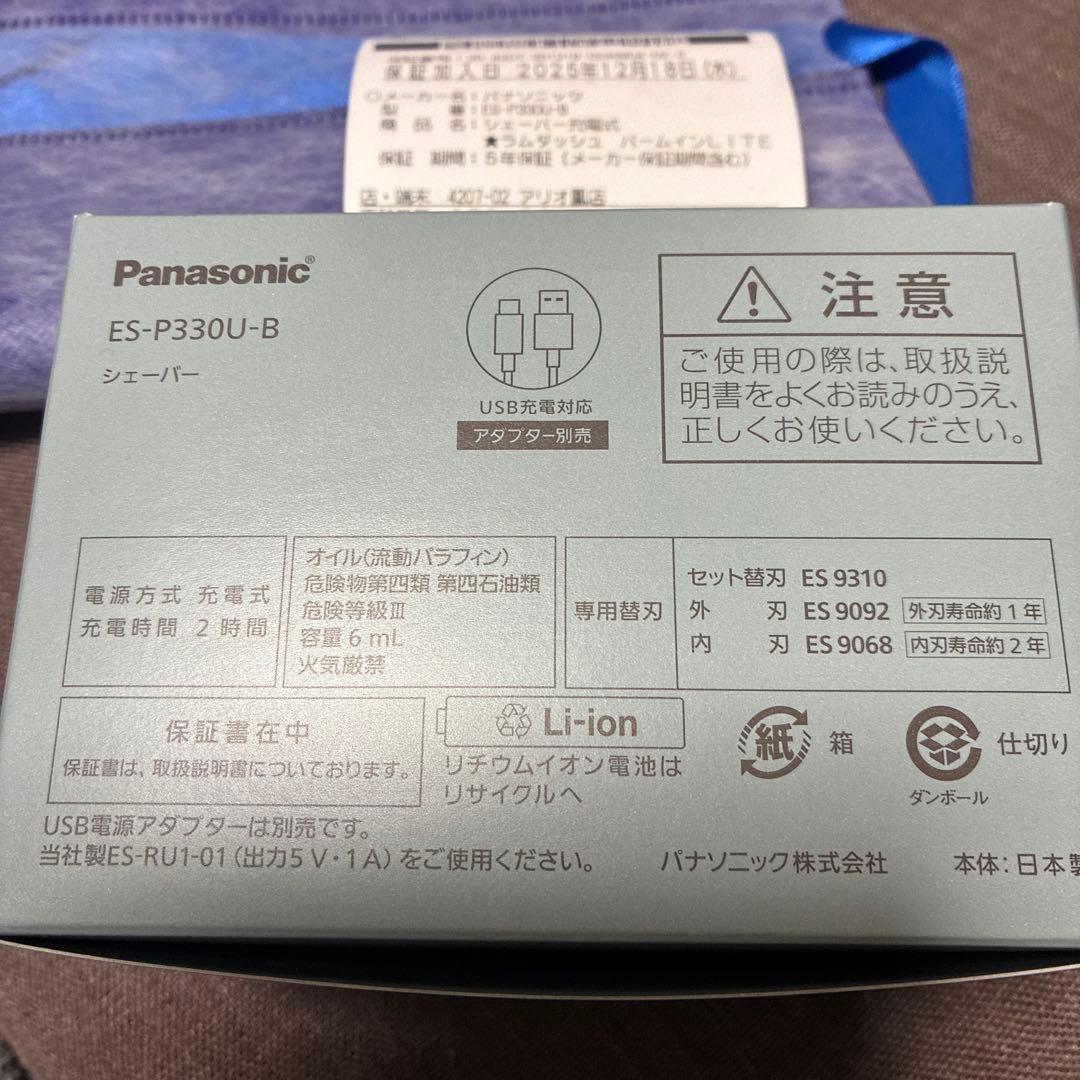 保証加入日 2025年12月18日(木)
○メーカー名:パナソニック
型 番:ES-P330U-B
商 品 名:シェーバー充電式
★ラムダッシュ パームインLITE
保証 期間:5年保証(メーカー保証期間含む)
店・端末 4207-02 アリオ鳳店
Panasonic®
ES-P330U-B
シェーバー
USB充電対応
アダプター別売
注意
ご使用の際は、取扱説
明書をよくお読みのうえ、
正しくお使いください。
電源方式 充電式
充電時間 2時間
オイル(流動パラフィン)
危険物第四類 第四石油類
危険等級Ⅲ
容量6mL
火気厳禁
専用替刃
セット替刃 ES9310
外 刃 ES9092 外刃寿命約1年
内 刃 ES9068 内刃寿命約2年
保証書在中
保証書は、取扱説明書についております。
Li-ion
リチウムイオン電池は
リサイクルへ
紙 箱
ダンボール
仕切り
USB電源アダプターは別売です。
当社製ES-RU1-01(出力5V・1A)をご使用ください。
パナソニック株式会社
本体:日本製